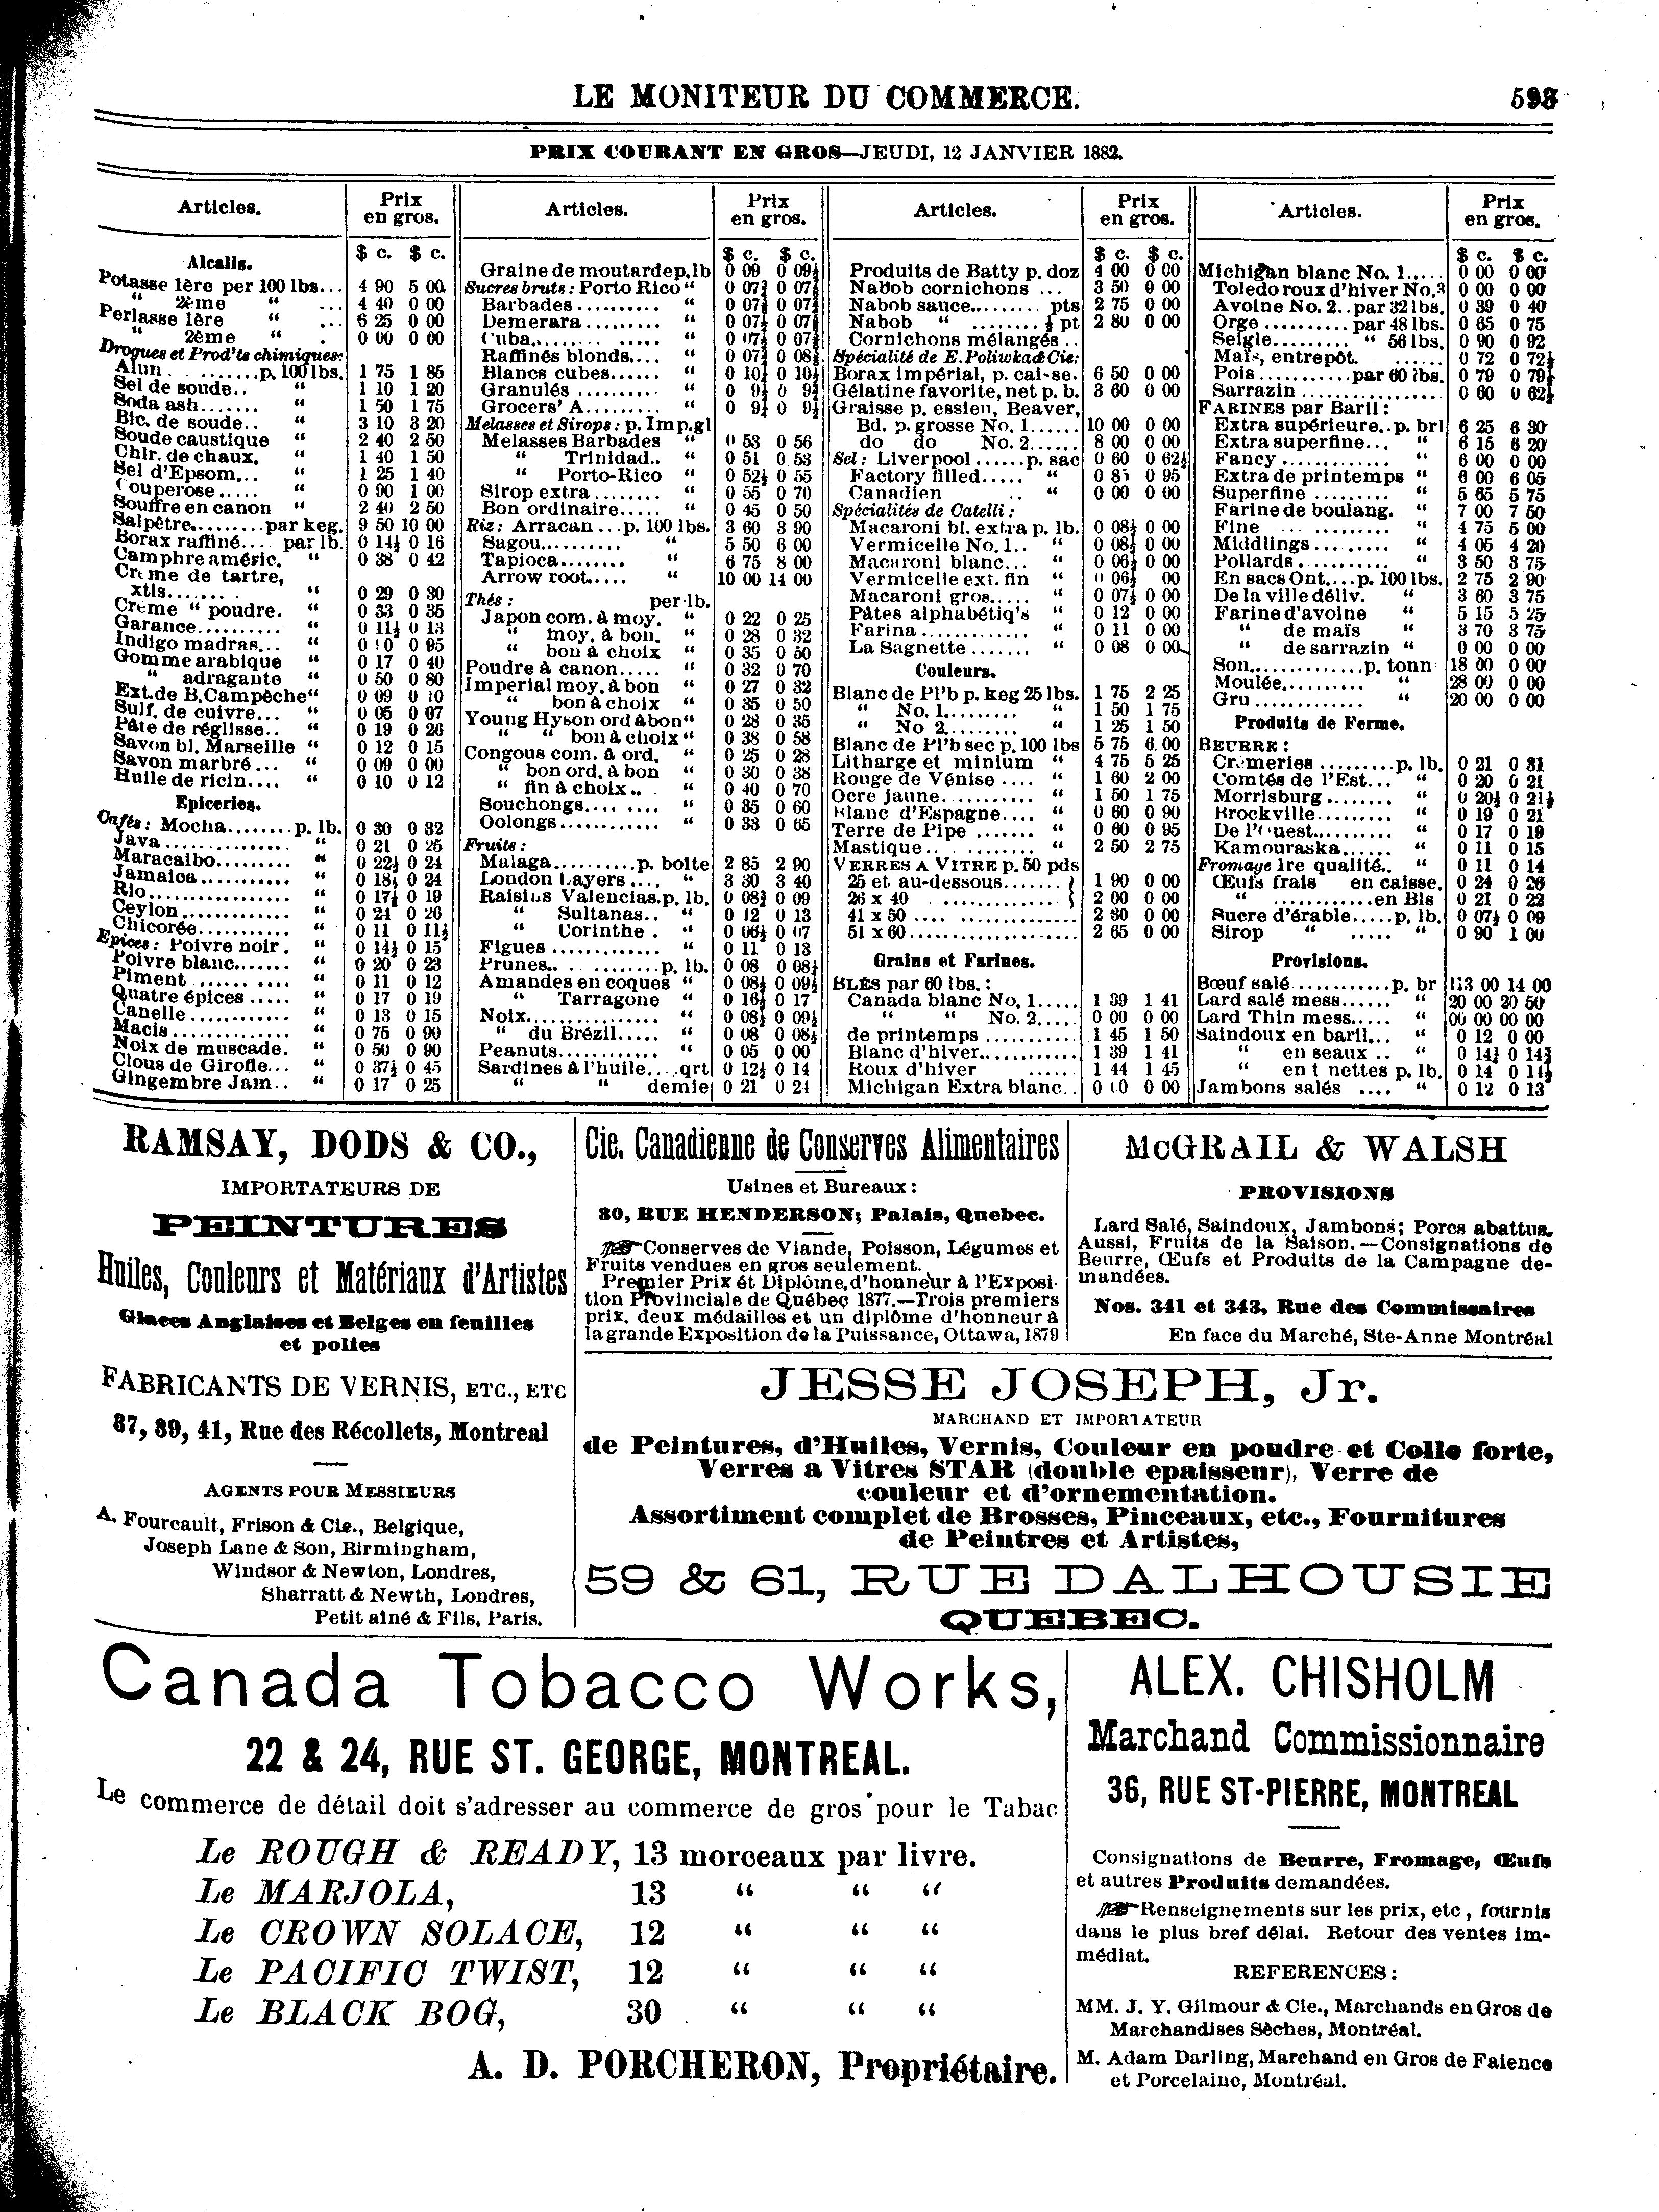 LE MONITEUR DU COMMERCE.
PRIX COURANT EN GROS—JEUDI, 12 JANVIER 1882.
Articles. Prix en gros.
$ c. $ c.
Alcalis.
Potasse 1ère per 100 lbs... 4 90 5 00
“ 2ème “ ... 4 40 0 00
Perlasse 1ère “ ... 6 25 0 00
“ 2ème “ . 0 00 0 00
Drogues et Prod'ts chimiques:
Alun . ........p. 100 lbs. 1 75 1 85
Sel de soude.. “ 1 10 1 20
Soda ash....... “ 1 50 1 75
Bic. de soude.. “ 3 10 3 20
Soude caustique “ 2 40 2 50
Chlr. de chaux. “ 1 40 1 50
Sel d'Epsom... “ 1 25 1 40
Couperose..... “ 0 90 1 00
Souffre en canon “ 2 40 2 50
Salpêtre.........par keg. 9 50 10 00
Borax raffiné.... par lb. 0 14½ 0 16
Camphre améric. “ 0 38 0 42
Crème de tartre,
xtls....... “ 0 29 0 30
Crème “ poudre. “ 0 33 0 35
Garance.......... “ 0 11½ 0 13
Indigo madras... “ 0 95
Gomme arabique “ 0 17 0 40
“ adragante “ 0 50 0 80
Ext. de B. Campèche “ 0 09 0 10
Sulf. de cuivre... “ 0 05 0 07
Pâte de réglisse.. “ 0 19 0 26
Savon bl. Marseille “ 0 12 0 15
Savon marbré... “ 0 09 0 00
Huile de ricin.... “ 0 10 0 12
Epiceries.
Cafés: Mocha........p. lb. 0 30 0 32
Java............... “ 0 21 0 25
Maracaibo......... “ 0 22½ 0 24
Jamaica........... “ 0 18½ 0 24
Rio................. “ 0 17½ 0 19
Ceylon............ “ 0 24 0 26
Chicorée.......... “ 0 11 0 11½
Epices: Poivre noir. “ 0 14½ 0 15
Poivre blanc....... “ 0 20 0 23
Piment ...... ... “ 0 11 0 12
Quatre épices..... “ 0 17 0 19
Canelle............ “ 0 13 0 15
Macis.............. “ 0 75 0 90
Noix de muscade. “ 0 50 0 90
Clous de Girofle... “ 0 37½ 0 45
Gingembre Jam.. “ 0 17 0 25
Articles. Prix en gros.
$ c. $ c.
Graine de moutarde p. lb 0 09 0 09½
Sucres bruts: Porto Rico “
Barbades.......... “
Demerara......... “
Cuba............... “
Raffinés blonds.... “
Blancs cubes...... “
Granulés .......... “
Grocers' A......... “
Melasses et Sirops: p. Imp.gl
Melasses Barbades “ 0 53 0 56
“ Trinidad.. “ 0 51 0 53
“ Porto-Rico “ 0 52½ 0 55
Sirop extra........ “ 0 55 0 70
Bon ordinaire..... “ 0 45 0 50
Riz: Arracan...p. 100 lbs. 3 60 3 90
Sagou.......... “ 5 50 6 00
Tapioca........ “ 6 75 8 00
Arrow root..... “ 10 00 14 00
Thés: per lb.
Japon com. à moy. “ 0 22 0 25
“ moy. à bon. “ 0 28 0 32
“ bon à choix “ 0 35 0 50
Poudre à canon..... “ 0 32 0 70
Imperial moy. à bon “ 0 27 0 32
“ bon à choix “ 0 35 0 50
Young Hyson ord à bon “ 0 28 0 35
“ “ bon à choix “ 0 38 0 58
Congous com. à ord. “ 0 25 0 28
“ bon ord. à bon “ 0 30 0 38
“ fin à choix.. “ 0 40 0 70
Souchongs.... .... “ 0 35 0 60
Oolongs............ “ 0 33 0 65
Fruits:
Malaga..........p. boîte 2 85 2 90
London Layers.... “ 3 30 3 40
Raisins Valencias.p. lb. 0 09
“ Sultanas.. “ 0 12 0 13
“ Corinthe . “ 0 06½ 0 07
Figues............. “ 0 11 0 13
Prunes.. . ........p. lb. 0 08 0 08½
Amandes en coques “ 0 08½ 0 09½
“ Tarragone “ 0 16½ 0 17
Noix................ “ 0 08½ 0 09½
“ du Brézil..... “ 0 08 0 08½
Peanuts............ “ 0 05 0 00
Sardines à l'huile....qrt 0 12½ 0 14
“ “ demie 0 21 0 24
Articles. Prix en gros.
$ c. $ c.
Produits de Batty p. doz 4 00 0 00
Nabob cornichons ... 3 50 0 00
Nabob sauce......... pts 2 75 0 00
Nabob “ ........ ½ pt 2 80 0 00
Cornichons mélangés ..
Spécialité de E. Poliwka & Cie:
Borax impérial, p. caisse. 6 50 0 00
Gélatine favorite, net p. b. 3 60 0 00
Graisse p. essieu, Beaver,
Bd. p. grosse No. 1...... 10 00 0 00
do do No. 2..... 8 00 0 00
Sel: Liverpool......p. sac 0 60 0 62½
Factory filled..... “ 0 85 0 95
Canadien .. “ 0 00 0 00
Spécialités de Catelli:
Macaroni bl. extra p. lb. 0 08½ 0 00
Vermicelle No. 1.. “ 0 08½ 0 00
Macaroni blanc... “ 0 06½ 0 00
Vermicelle ext. fin “ 0 06½ 00
Macaroni gros..... “ 0 07½ 0 00
Pâtes alphabétiq's “ 0 12 0 00
Farina............. “ 0 11 0 00
La Sagnette....... “ 0 08 0 00
Couleurs.
Blanc de Pl'b p. keg 25 lbs. 1 75 2 25
“ No. 1......... “ 1 50 1 75
“ No 2......... “ 1 25 1 50
Blanc de Pl'b sec p. 100 lbs 5 75 6 00
Litharge et minium “ 4 75 5 25
Rouge de Vénise .... “ 1 60 2 00
Ocre jaune.......... “ 1 50 1 75
Blanc d'Espagne.... “ 0 60 0 90
Terre de Pipe ....... “ 0 60 0 95
Mastique.. ........ “ 2 50 2 75
VERRES A VITRE p. 50 pds
25 et au-dessous....... 1 90 0 00
26 x 40 ............. 2 00 0 00
41 x 50 .... ........... 2 30 0 00
51 x 60................... 2 65 0 00
Grains et Farines.
BLÉS par 60 lbs.:
Canada blanc No. 1..... 1 39 1 41
“ “ No. 2.... 0 00 0 00
de printemps ........... 1 45 1 50
Blanc d'hiver........... 1 39 1 41
Roux d'hiver ..... 1 44 1 45
Michigan Extra blanc.. 0 00
Articles. Prix en gros.
$ c. $ c.
Michigan blanc No. 1..... 0 00 0 00
Toledo roux d'hiver No. 3 0 00 0 00
Avoine No. 2..par 32 lbs. 0 39 0 40
Orge..........par 48 lbs. 0 65 0 75
Seigle......... “ 56 lbs. 0 90 0 92
Maïs, entrepôt. ...... 0 72 0 72½
Pois...........par 60 lbs. 0 79 0 79½
Sarrazin.................. 0 60 0 62½
FARINES par Baril:
Extra supérieure..p. brl 6 25 6 30
Extra superfine... “ 6 15 6 20
Fancy............. “ 6 00 0 00
Extra de printemps “ 6 00 6 05
Superfine ......... “ 5 65 5 75
Farine de boulang. “ 7 00 7 50
Fine ... ......... “ 4 75 5 00
Middlings... ..... “ 4 05 4 20
Pollards........... “ 3 50 3 75
En sacs Ont....p. 100 lbs. 2 75 2 90
De la ville déliv. “ 3 60 3 75
Farine d'avoine “ 5 15 5 25
“ de maïs “ 3 70 3 75
“ de sarrazin “ 0 00 0 00
Son.............p. tonn 18 00 0 00
Moulée.......... “ 28 00 0 00
Gru ............. “ 20 00 0 00
Produits de Ferme.
BEURRE:
Crèmeries .........p. lb. 0 21 0 31
Comtés de l'Est... “ 0 20 0 21
Morrisburg........ “ 0 20½ 0 21½
Brockville......... “ 0 19 0 21
De l'Ouest.......... “ 0 17 0 19
Kamouraska...... “ 0 11 0 15
Fromage 1re qualité.. “ 0 11 0 14
Œufs frais en caisse. 0 24 0 26
“ ............en Bls 0 21 0 22
Sucre d'érable.....p. lb. 0 07½ 0 09
Sirop “ ..... “ 0 90 1 00
Provisions.
Bœuf salé............p. br 13 00 14 00
Lard salé mess...... “ 20 00 20 50
Lard Thin mess..... “ 00 00 00 00
Saindoux en baril... “ 0 12 0 00
“ en seaux .. “
“ en tinettes p. lb.
Jambons salés .... “ 0 12 0 13
RAMSAY, DODS & CO.,
IMPORTATEURS DE
PEINTURES
Huiles, Couleurs et Matériaux d'Artistes
Glaces Anglaises et Belges en feuilles
et polies
FABRICANTS DE VERNIS, ETC., ETC
37, 39, 41, Rue des Récollets, Montreal
AGENTS POUR MESSIEURS
A. Fourcault, Frison & Cie., Belgique,
Joseph Lane & Son, Birmingham,
Windsor & Newton, Londres,
Sharratt & Newth, Londres,
Petit aîné & Fils, Paris.
Cie. Canadienne de Conserves Alimentaires
Usines et Bureaux:
30, RUE HENDERSON; Palais, Quebec.
Conserves de Viande, Poisson, Légumes et
Fruits vendues en gros seulement.
Premier Prix ét Diplôme, d'honneur à l'Exposi-
tion Provinciale de Québec 1877.—Trois premiers
prix, deux médailles et un diplôme d'honneur à
la grande Exposition de la Puissance, Ottawa, 1879
McGRAIL & WALSH
PROVISIONS
Lard Salé, Saindoux, Jambons; Porcs abattus.
Aussi, Fruits de la Saison.—Consignations de
Beurre, Œufs et Produits de la Campagne de-
mandées.
Nos. 341 et 343, Rue des Commissaires
En face du Marché, Ste-Anne Montréal
JESSE JOSEPH, Jr.
MARCHAND ET IMPORTATEUR
de Peintures, d'Huiles, Vernis, Couleur en poudre et Colle forte,
Verres a Vitres STAR (double epaisseur), Verre de
couleur et d'ornementation.
Assortiment complet de Brosses, Pinceaux, etc., Fournitures
de Peintres et Artistes,
59 & 61, RUE DALHOUSIE
QUEBEC.
Canada Tobacco Works,
22 & 24, RUE ST. GEORGE, MONTREAL.
Le commerce de détail doit s'adresser au commerce de gros pour le Tabac
Le ROUGH & READY, 13 morceaux par livre.
Le MARJOLA, 13 “ “ “
Le CROWN SOLACE, 12 “ “ “
Le PACIFIC TWIST, 12 “ “ “
Le BLACK BOG, 30 “ “ “
A. D. PORCHERON, Propriétaire.
ALEX. CHISHOLM
Marchand Commissionnaire
36, RUE ST-PIERRE, MONTREAL
Consignations de Beurre, Fromage, Œufs
et autres Produits demandées.
Renseignements sur les prix, etc, fournis
dans le plus bref délai. Retour des ventes im-
médiat.
REFERENCES:
MM. J. Y. Gilmour & Cie., Marchands en Gros de
Marchandises Sèches, Montréal.
M. Adam Darling, Marchand en Gros de Faience
et Porcelaine, Montréal.